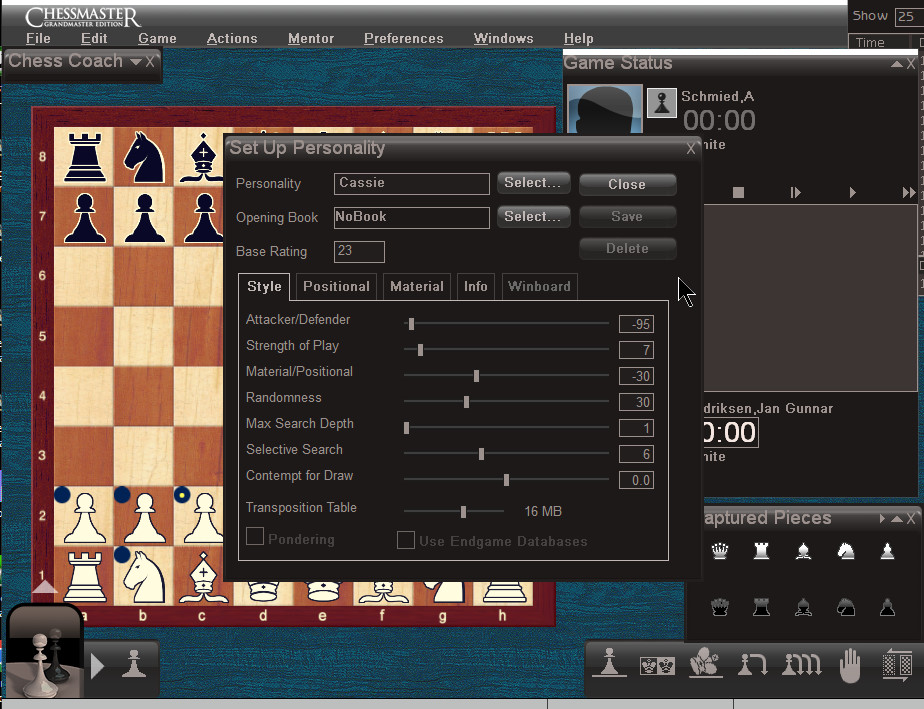 CHESSMASTER
GRANDMASTER EDITION
Show 25
File Edit Game Actions Mentor Preferences Windows Help
Time
Chess Coach X
Game Status X
Schmied,A
00:00
nite
Set Up Personality X
Personality Cassie Select... Close
Opening Book NoBook Select... Save
Base Rating 23 Delete
Style Positional Material Info Winboard
Attacker/Defender -95
Strength of Play 7
Material/Positional -30
Randomness 30
Max Search Depth 1
Selective Search 6
Contempt for Draw 0.0
Transposition Table 16 MB
Pondering Use Endgame Databases
driksen,Jan Gunnar
0:00
nite
aptured Pieces X
8
7
6
5
4
3
2
1
a b c d e f g h